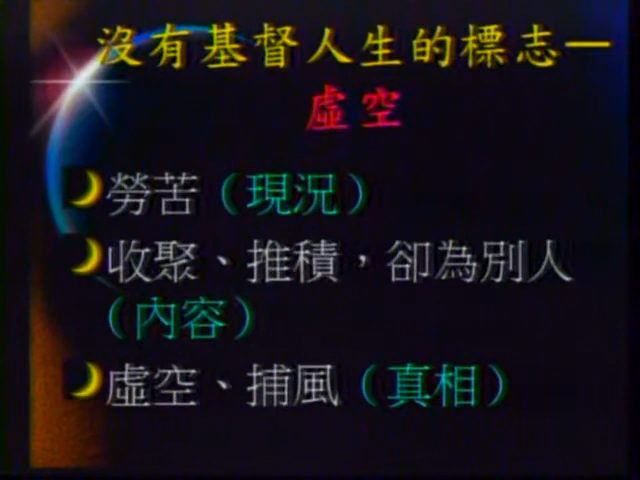 沒有基督人生的標志—
虛空
勞苦（現況）
收聚、推積，卻為別人
（內容）
虛空、捕風（真相）